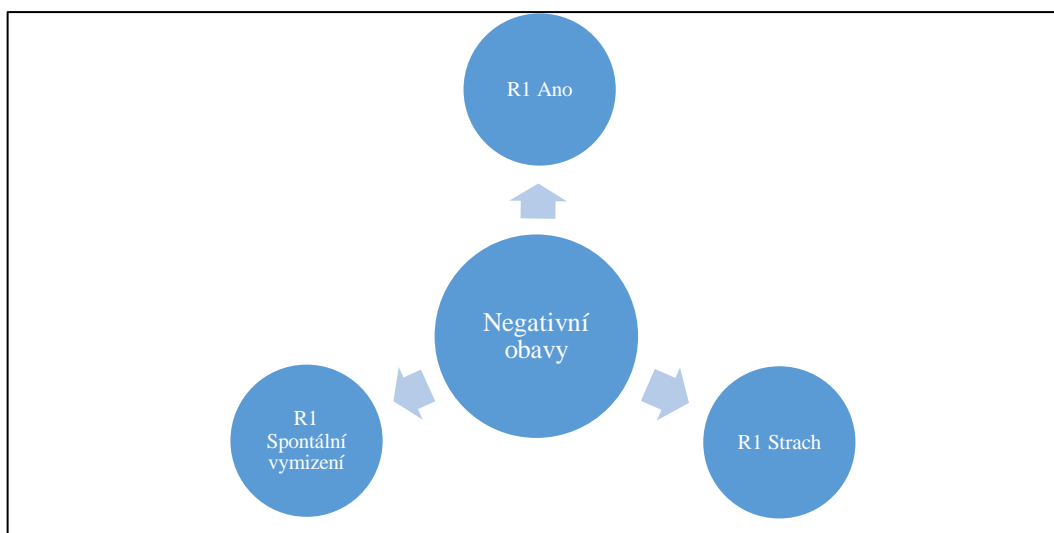 R1 Ano
Negativní
obavy
R1
Spontální
vymizení
R1 Strach